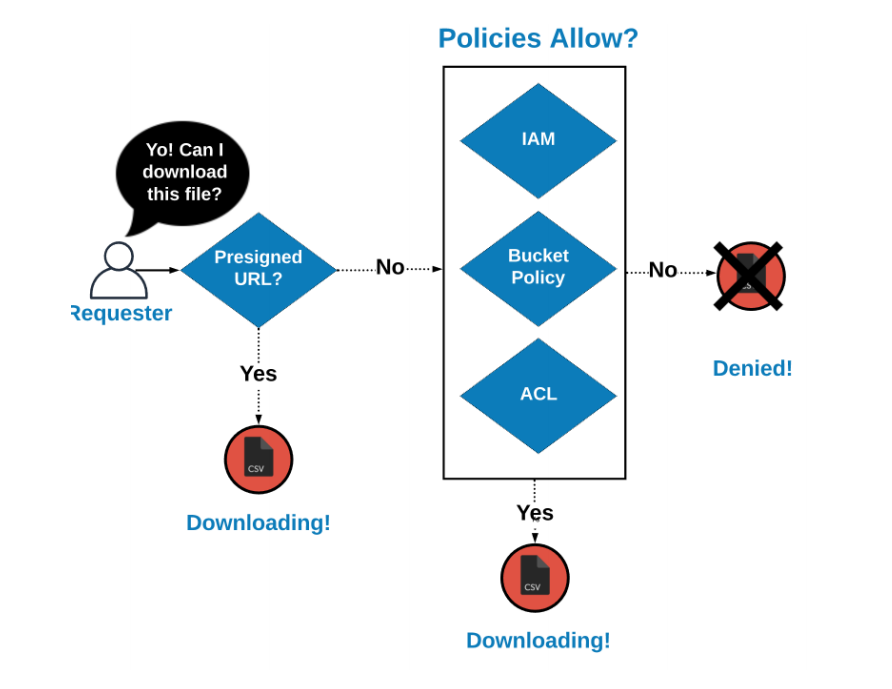 Policies Allow?
IAM
Yo! Can I
download
this file?
Presigned
URL?
No
Bucket
Policy
No
CSV
Requester
Denied!
Yes
ACL
CSV
Downloading!
Yes
CSV
Downloading!